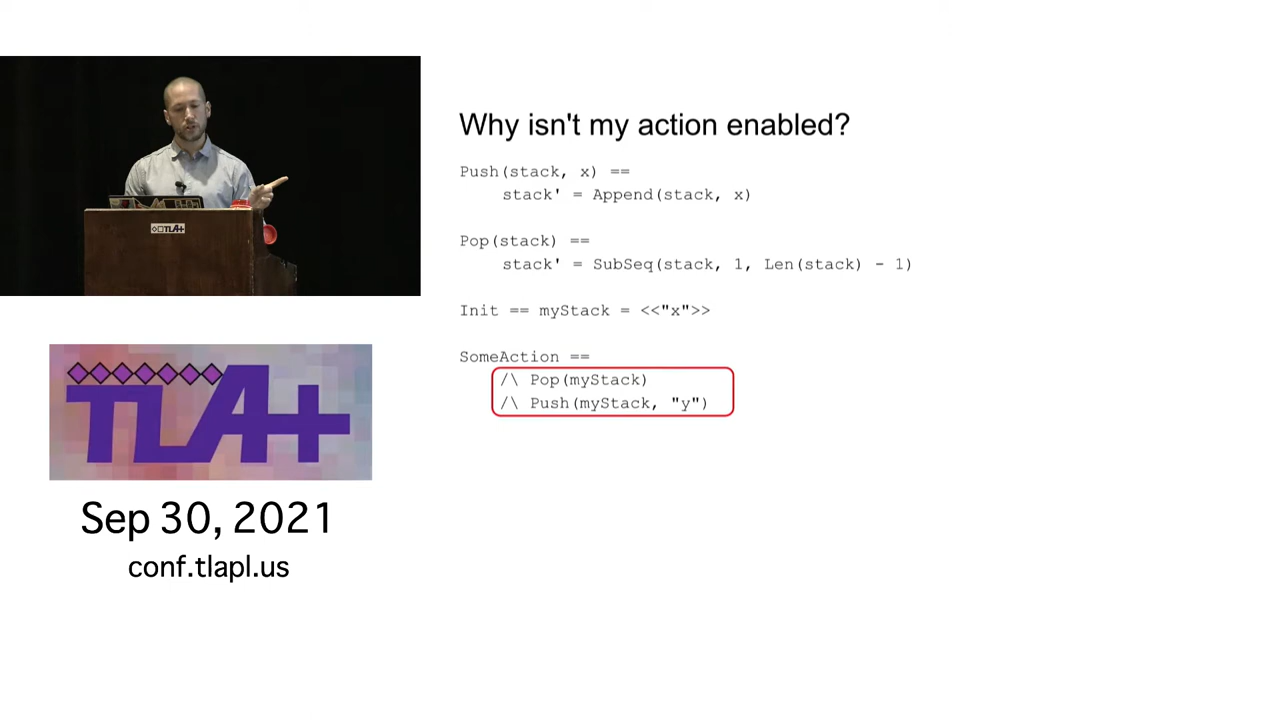 Why isn't my action enabled?
Push(stack, x) ==
stack' = Append(stack, x)
Pop(stack) ==
stack' = SubSeq(stack, 1, Len(stack) - 1)
Init == myStack = <<"x">>
SomeAction ==
/\ Pop(myStack)
/\ Push(myStack, "y")
TLA+
TLA+
Sep 30, 2021
conf.tlapl.us